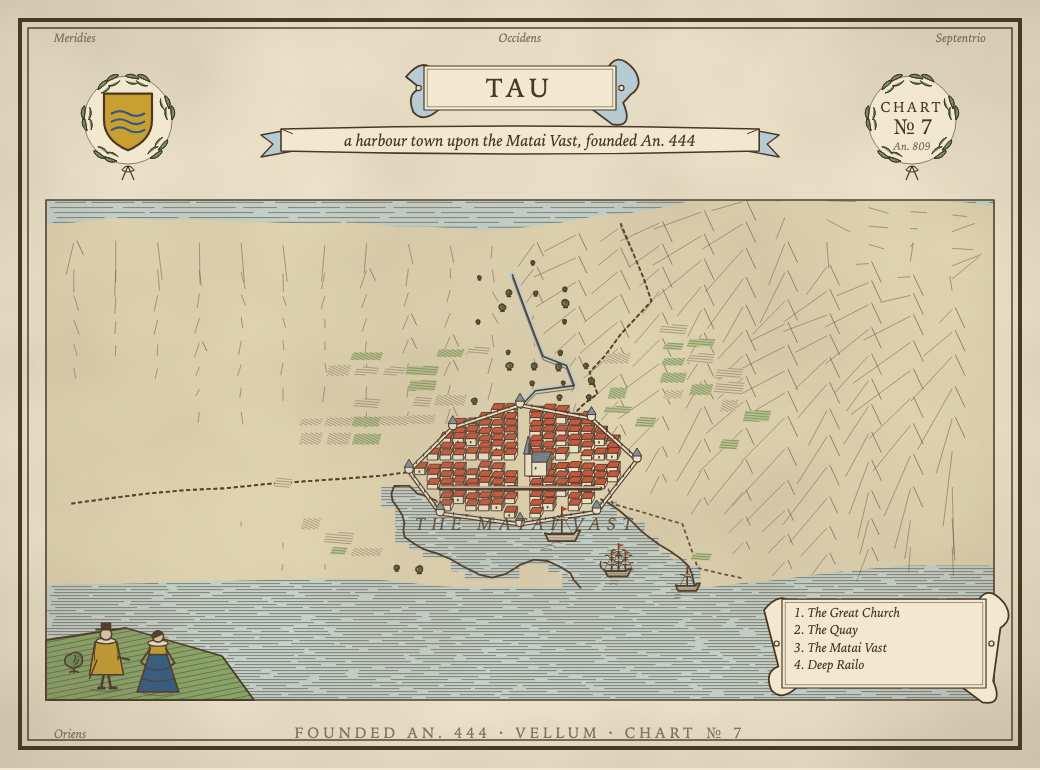 Meridies
Occidens
Septentrio
TAU
a harbour town upon the Matai Vast, founded An. 444
CHART
№ 7
An. 809
THE MATAI VAST
1. The Great Church
2. The Quay
3. The Matai Vast
4. Deep Railo
Oriens
FOUNDED AN. 444 · VELLUM · CHART № 7